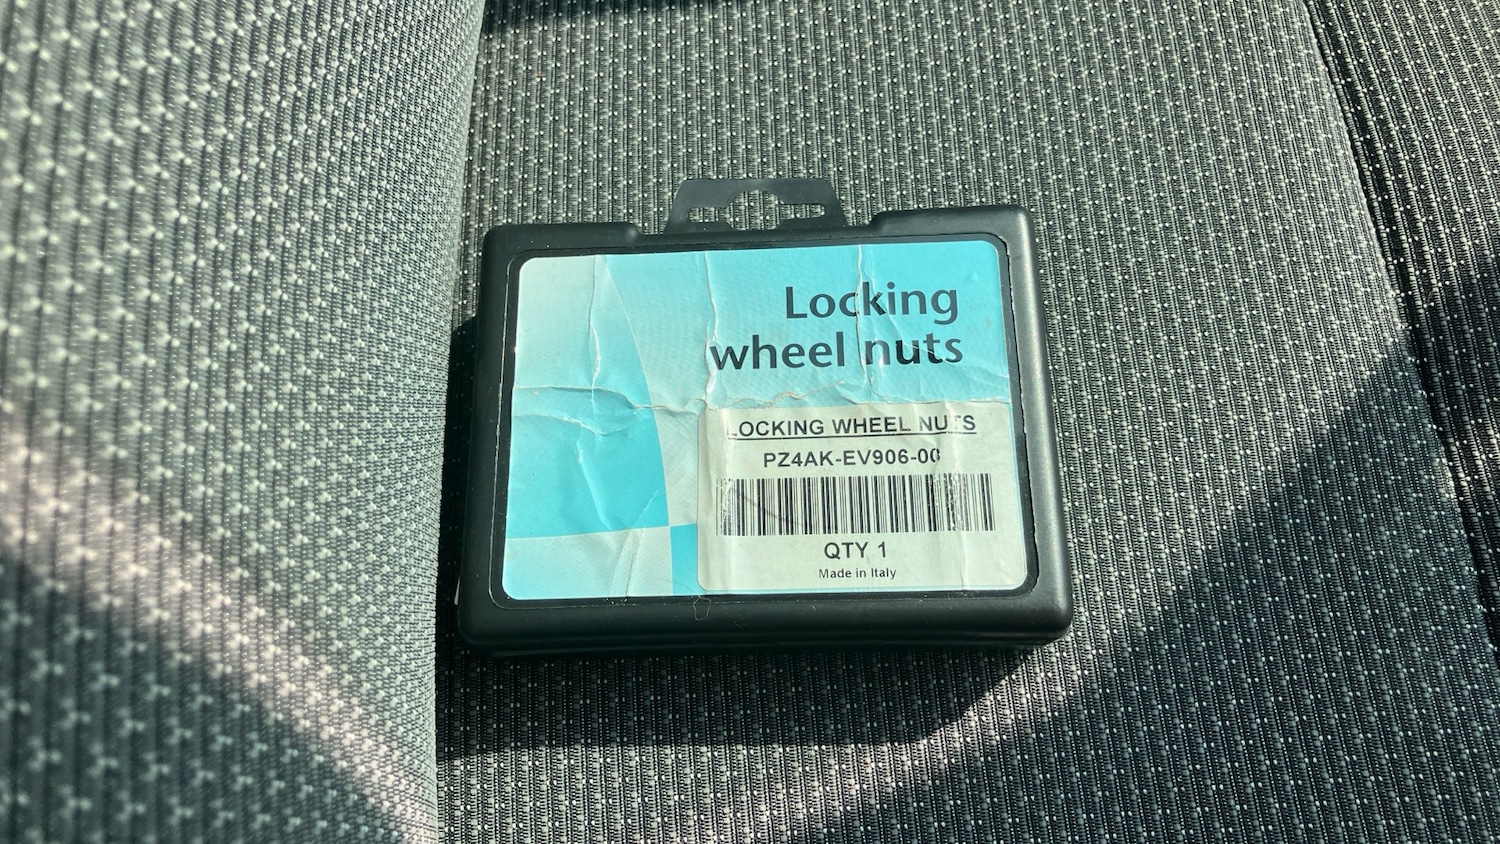 Locking
wheel nuts
LOCKING WHEEL NUTS
PZ4AK-EV906-00
QTY 1
Made in Italy